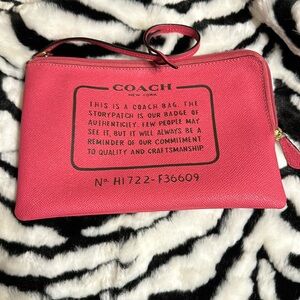 COACH
NEW YORK
THIS IS A COACH BAG. THE
STORYPATCH IS OUR BADGE OF
AUTHENTICITY. FEW PEOPLE MAY
SEE IT, BUT IT WILL ALWAYS BE A
REMINDER OF OUR COMMITMENT
TO QUALITY AND CRAFTSMANSHIP.
Nº H1722-F36609